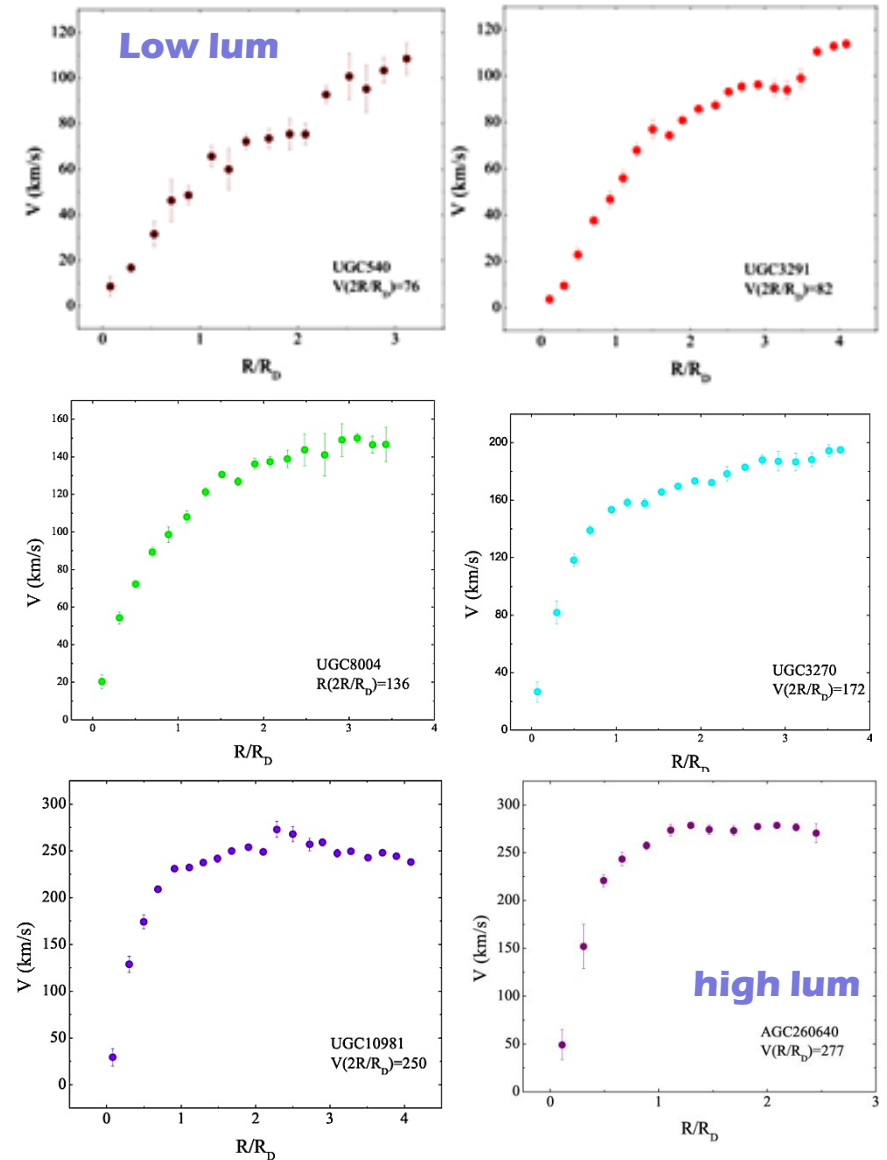 Low lum
120
100
80
60
40
20
0
V (km/s)
UGC540
V(2R/R_D)=76
0 1 2 3
R/R_D
120
100
80
60
40
20
0
V (km/s)
UGC3291
V(2R/R_D)=82
0 1 2 3 4
R/R_D
160
140
120
100
80
60
40
20
0
V (km/s)
UGC8004
R(2R/R_D)=136
0 1 2 3 4
R/R_D
200
160
120
80
40
0
V (km/s)
UGC3270
V(2R/R_D)=172
0 1 2 3 4
R/R_D
300
250
200
150
100
50
0
V (km/s)
UGC10981
V(2R/R_D)=250
0 1 2 3 4
R/R_D
300
250
200
150
100
50
0
V (km/s)
high lum
AGC260640
V(R/R_D)=277
0 1 2 3
R/R_D